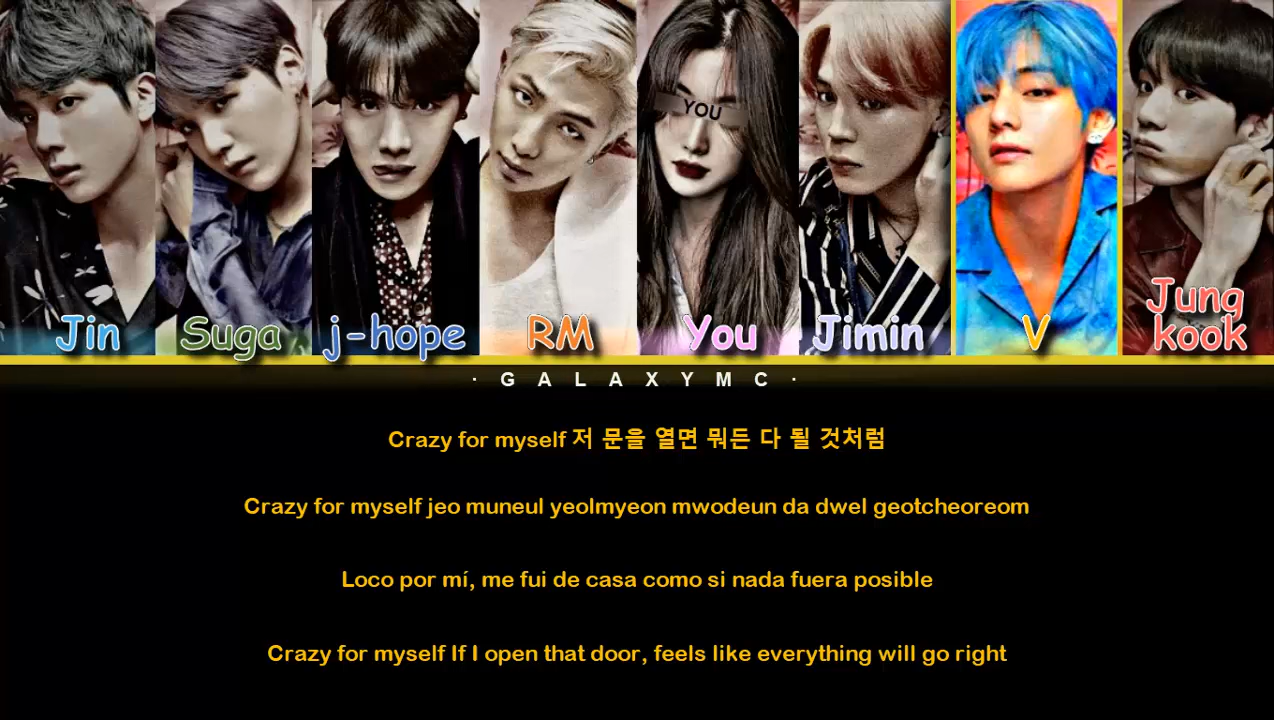 YOU
Jin
Suga
j-hope
RM
You
Jimin
V
Jung
kook
· G A L A X Y M C ·
Crazy for myself 저 문을 열면 뭐든 다 될 것처럼
Crazy for myself jeo muneul yeolmyeon mwodeun da dwel geotcheoreom
Loco por mí, me fui de casa como si nada fuera posible
Crazy for myself If I open that door, feels like everything will go right